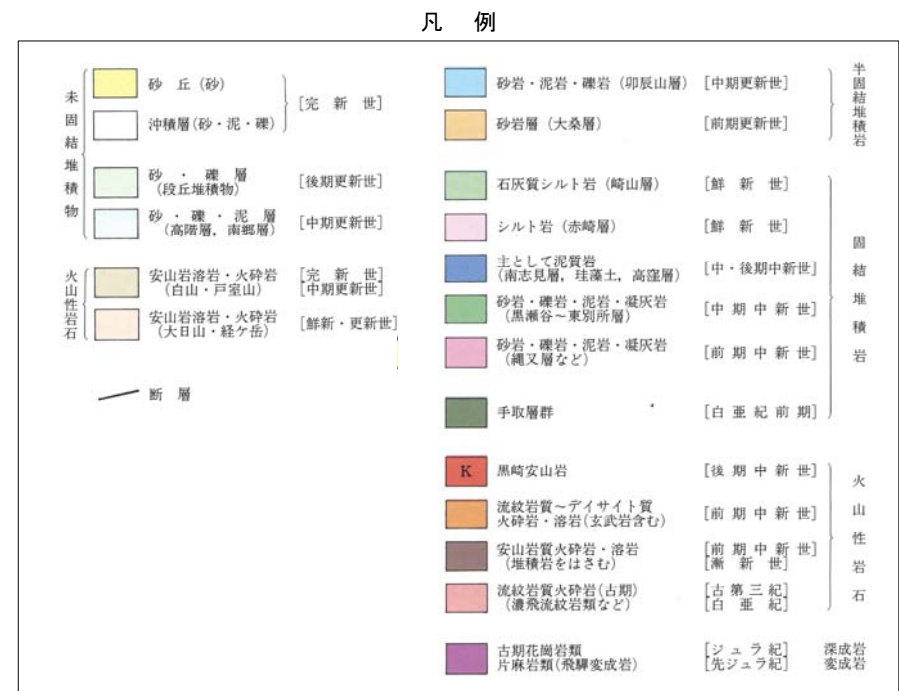 凡 例
未固結堆積物
砂 丘（砂）
沖積層（砂・泥・礫）
［完 新 世］
砂 ・ 礫 層
（段丘堆積物）
［後期更新世］
砂 ・ 礫 ・ 泥 層
（高階層，南郷層）
［中期更新世］
火山性岩石
安山岩溶岩・火砕岩
（白山・戸室山）
［完 新 世］
［中期更新世］
安山岩溶岩・火砕岩
（大日山・経ケ岳）
［鮮新・更新世］
断 層
砂岩・泥岩・礫岩（卯辰山層）
［中期更新世］
砂岩層（大桑層）
［前期更新世］
半固結堆積岩
石灰質シルト岩（崎山層）
［鮮 新 世］
シルト岩（赤崎層）
［鮮 新 世］
主として泥質岩
（南志見層，珪藻土，高窪層）
［中・後期中新世］
砂岩・礫岩・泥岩・凝灰岩
（黒瀬谷～東別所層）
［中 期 中 新 世］
砂岩・礫岩・泥岩・凝灰岩
（縄又層など）
［前 期 中 新 世］
手取層群
［白 亜 紀 前 期］
固結堆積岩
K 黒崎安山岩
［後 期 中 新 世］
流紋岩質～デイサイト質
火砕岩・溶岩（玄武岩含む）
［前 期 中 新 世］
安山岩質火砕岩・溶岩
（堆積岩をはさむ）
［前 期 中 新 世］
［漸 新 世］
流紋岩質火砕岩（古期）
（濃飛流紋岩類など）
［古 第 三 紀］
［白 亜 紀］
火山性岩石
古期花崗岩類
片麻岩類（飛騨変成岩）
［ジ ュ ラ 紀］
［先ジュラ紀］
深成岩
変成岩